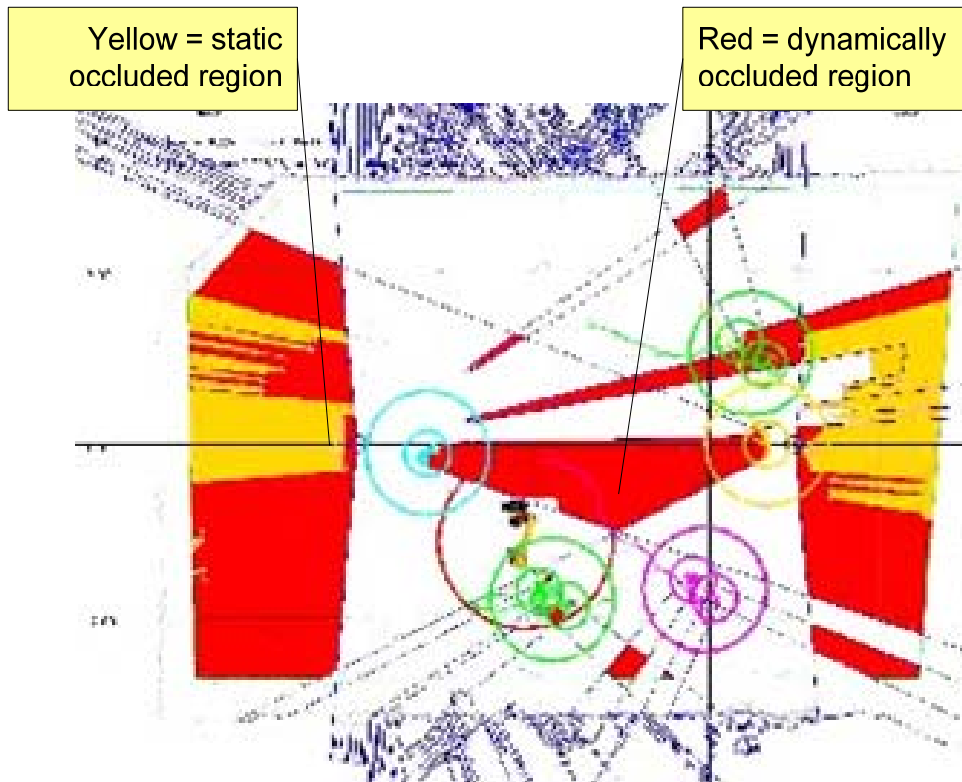 Yellow = static
occluded region
Red = dynamically
occluded region